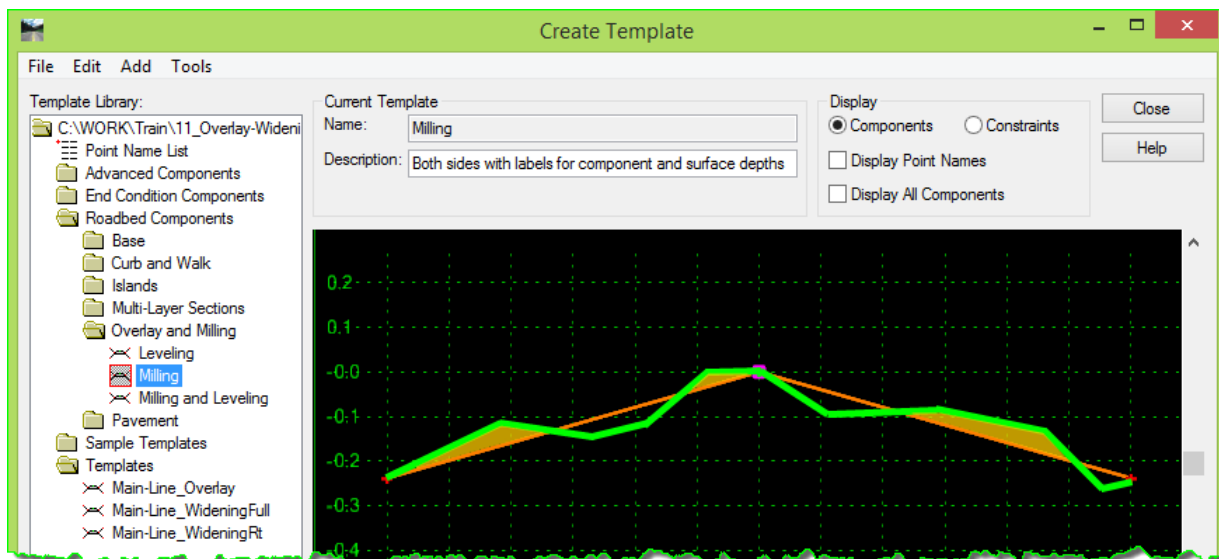 Create Template
File Edit Add Tools
Template Library:
C:\WORK\Train\11_Overlay-Wideni
Point Name List
Advanced Components
End Condition Components
Roadbed Components
Base
Curb and Walk
Islands
Multi-Layer Sections
Overlay and Milling
Leveling
Milling
Milling and Leveling
Pavement
Sample Templates
Templates
Main-Line_Overlay
Main-Line_WideningFull
Main-Line_WideningRt
Current Template
Name: Milling
Description: Both sides with labels for component and surface depths
Display
Components Constraints
Display Point Names
Display All Components
Close
Help
0.2
0.1
-0.0
-0.1
-0.2
-0.3
-0.4